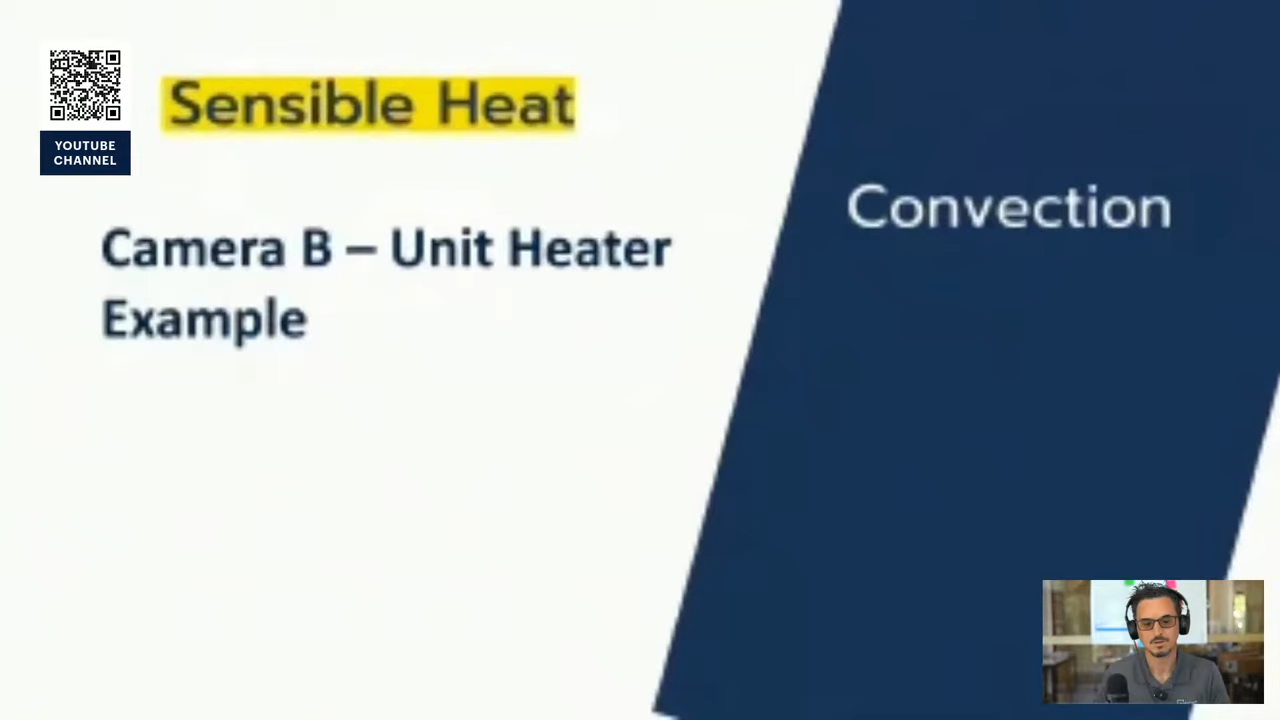 YOUTUBE
CHANNEL
Sensible Heat
Camera B – Unit Heater
Example
Convection